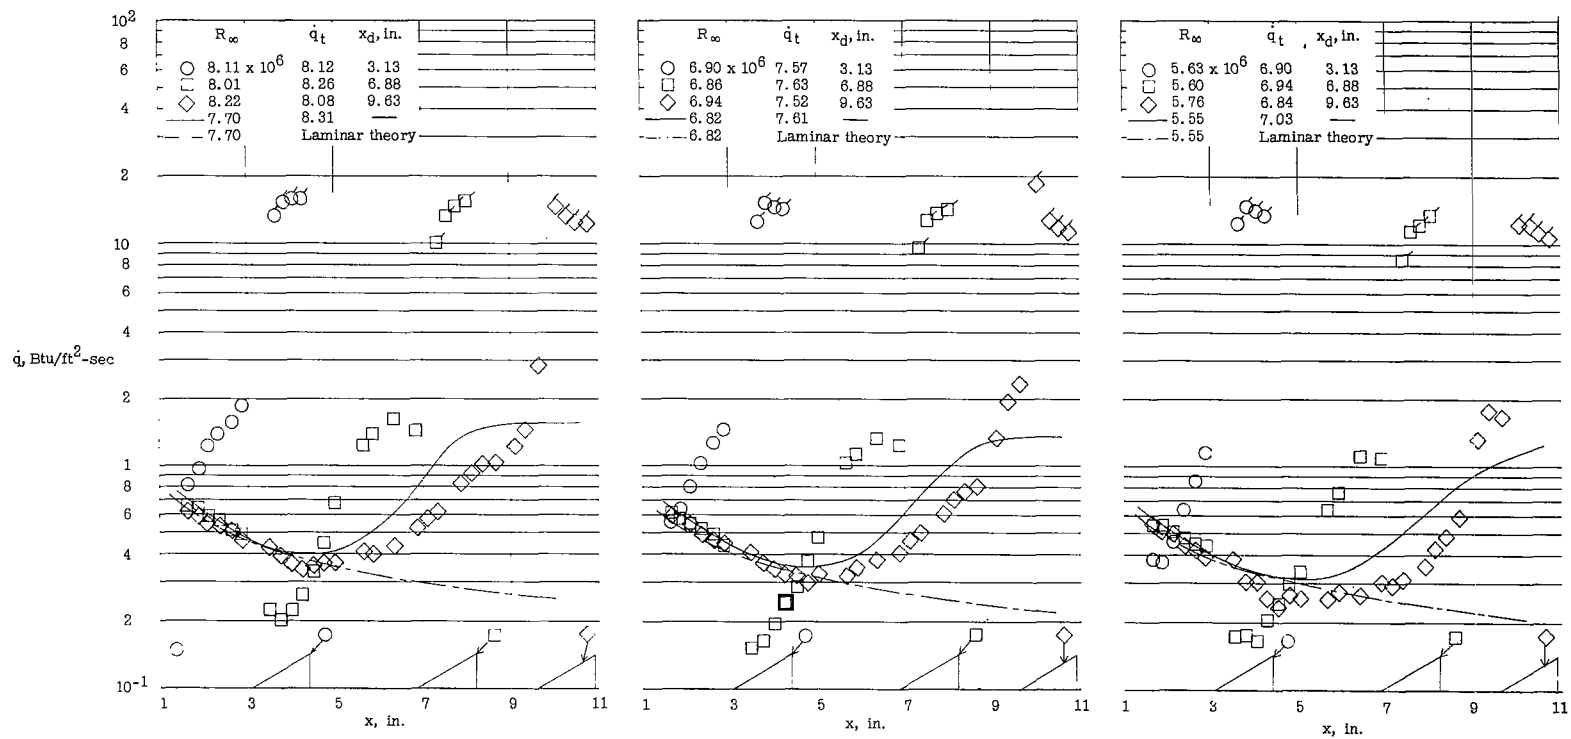 R∞ q̇t xd, in.
○ 8.11 x 10⁶ 8.12 3.13
□ 8.01 8.26 6.88
◇ 8.22 8.08 9.63
7.70 8.31 —
7.70 Laminar theory
R∞ q̇t xd, in.
○ 6.90 x 10⁶ 7.57 3.13
□ 6.86 7.63 6.88
◇ 6.94 7.52 9.63
6.82 7.61 —
6.82 Laminar theory
R∞ q̇t xd, in.
○ 5.63 x 10⁶ 6.90 3.13
□ 5.60 6.94 6.88
◇ 5.76 6.84 9.63
5.55 7.03 —
5.55 Laminar theory
10²
8
6
4
2
10
8
6
4
q̇, Btu/ft²-sec
2
1
8
6
4
2
10⁻¹
1 3 5 7 9 11
x, in.
1 3 5 7 9 11
x, in.
1 3 5 7 9 11
x, in.